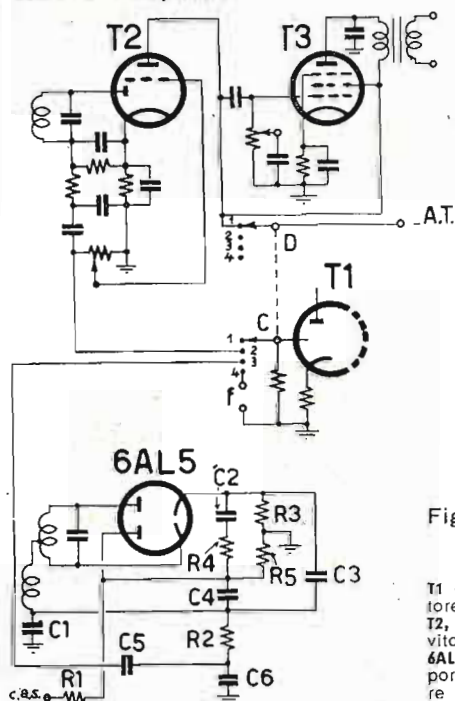 T2
T3
A.T.
1
2
3
4
D
T1
C
1
2
3
4
F
6AL5
C2
R3
R4
R5
C3
C4
C1
R2
C5
C6
c.a.s.
R1
Fig
T1
tore
T2,
vito
6AL
por
re